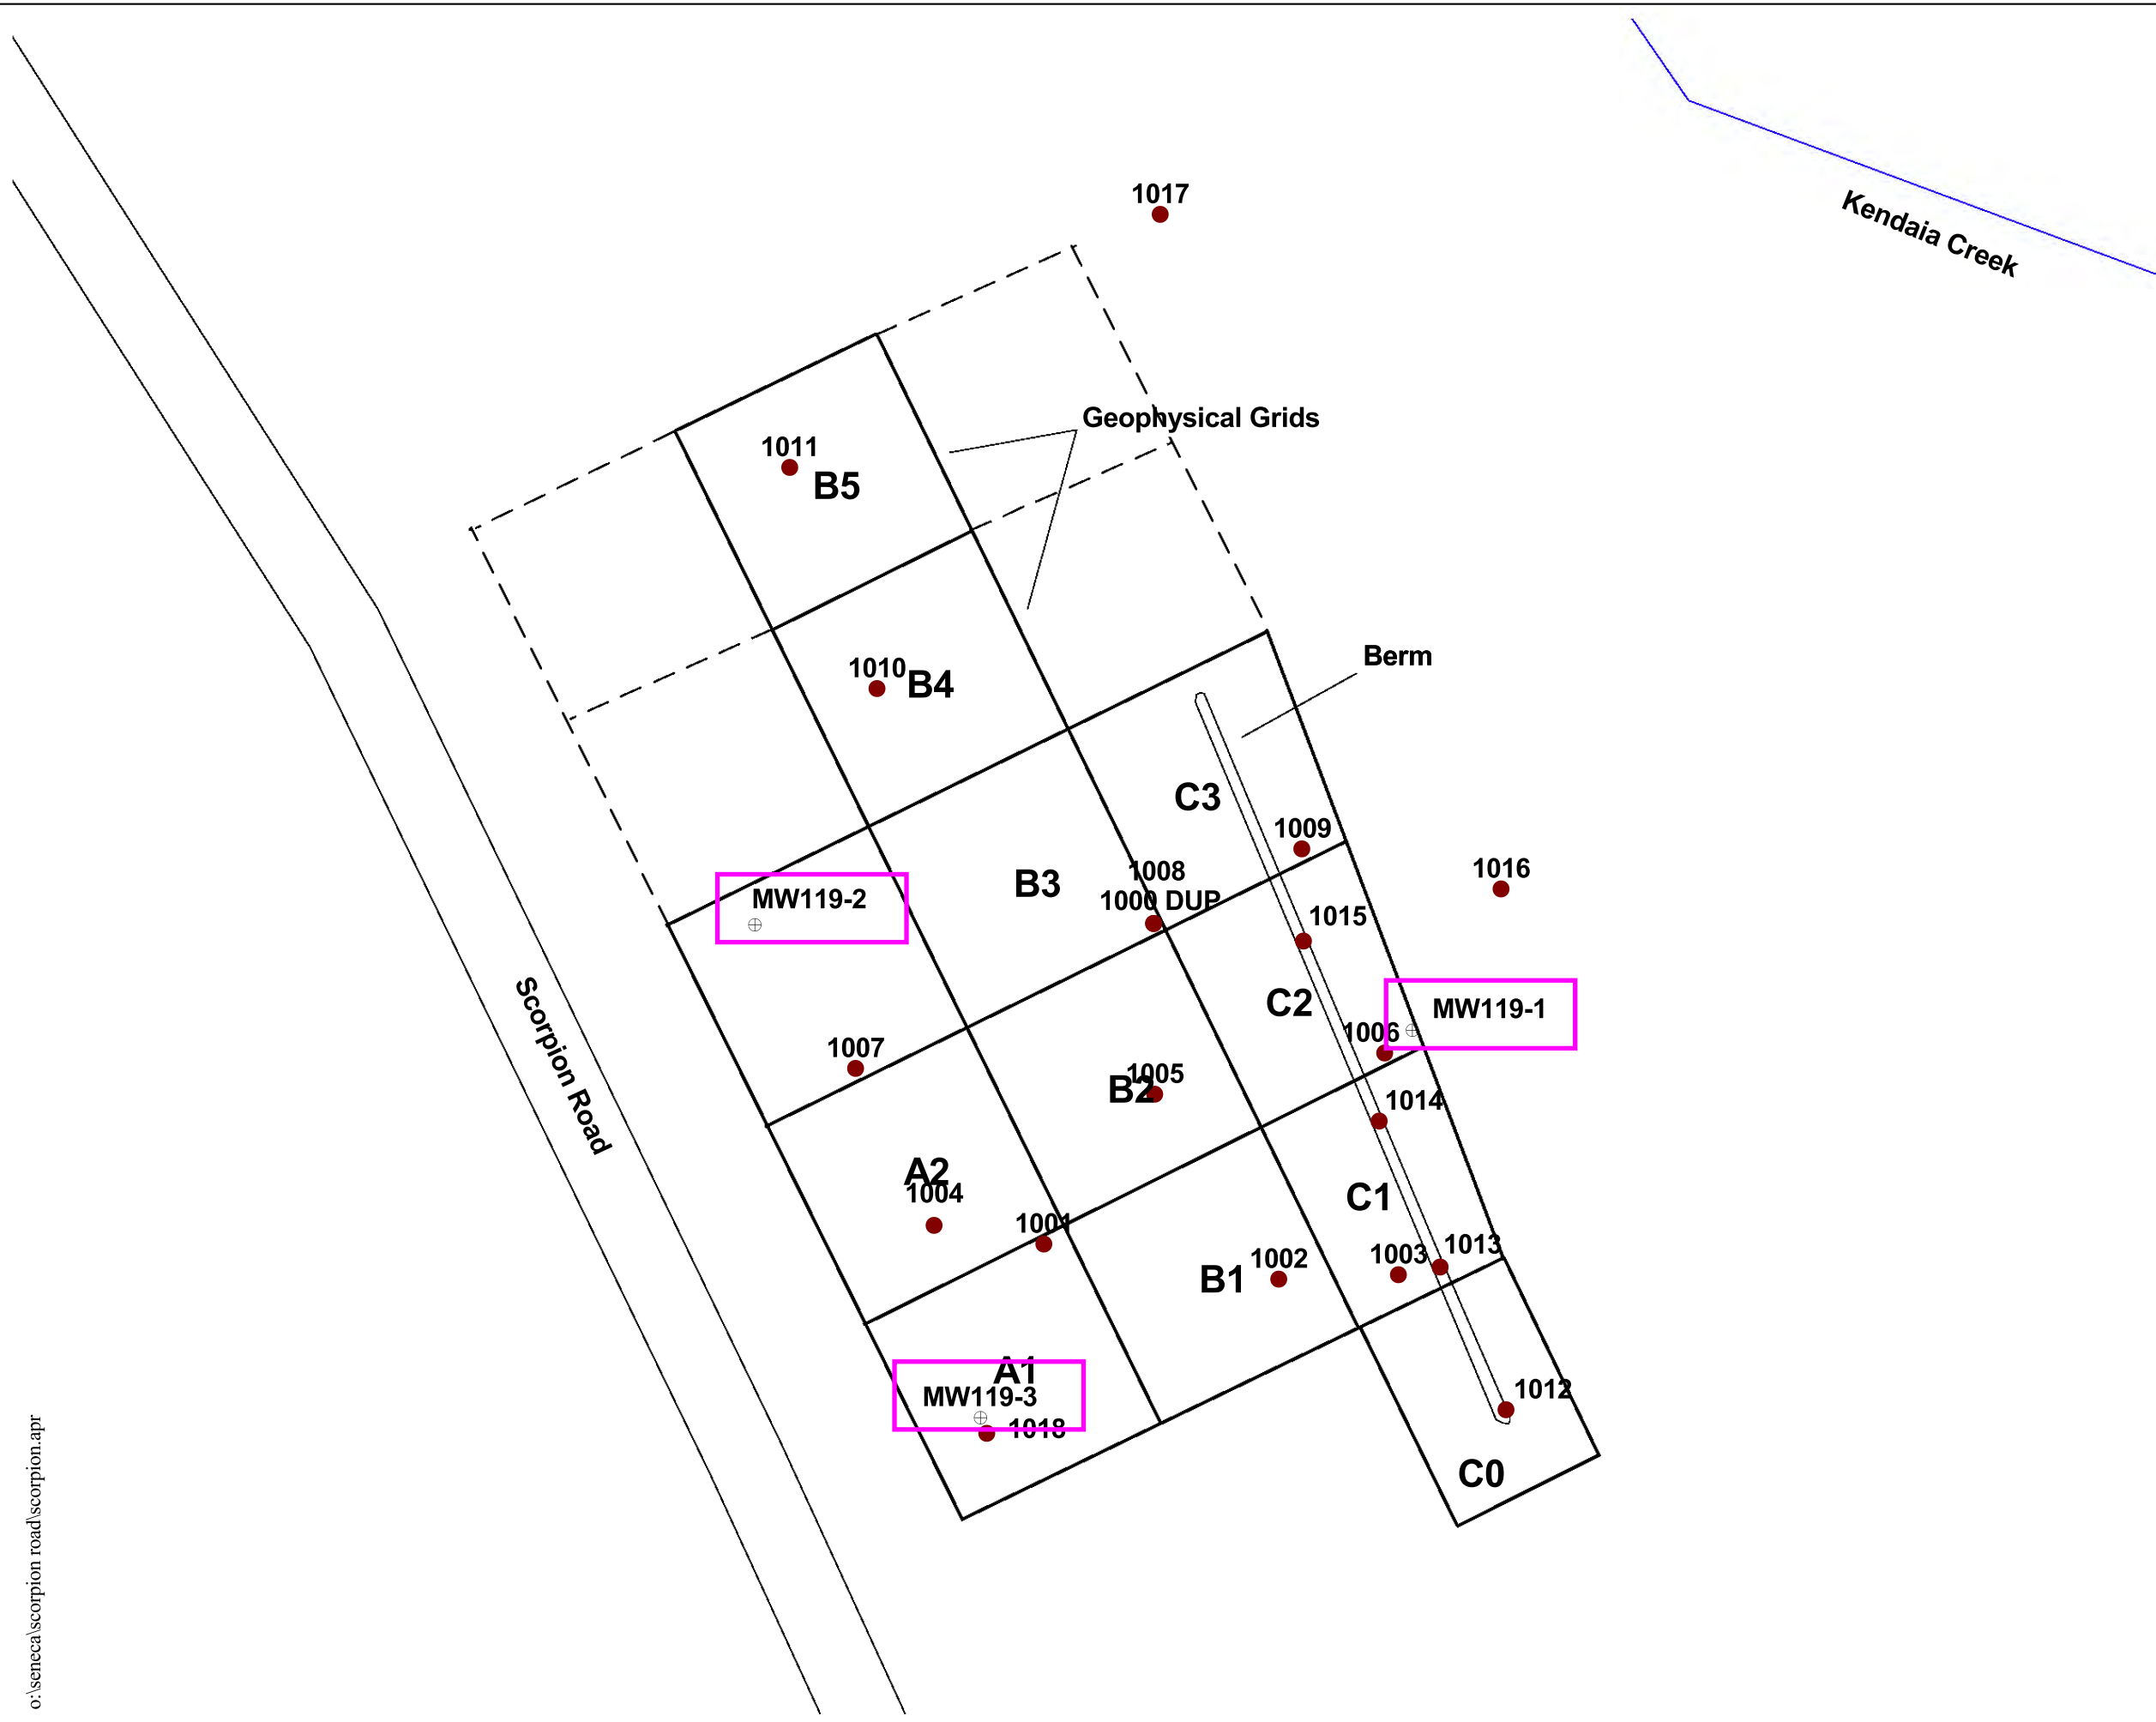 1017
Kendaia Creek
Geophysical Grids
1011
B5
Berm
1010
B4
C3
1009
1008
1000 DUP
B3
1016
MW119-2
1015
C2
MW119-1
1006
Scorpion Road
1007
1005
B2
1014
A2
1004
C1
1001
1013
1003
1002
B1
A1
MW119-3
1018
1012
C0
o:\seneca\scorpion road\scorpion.apr